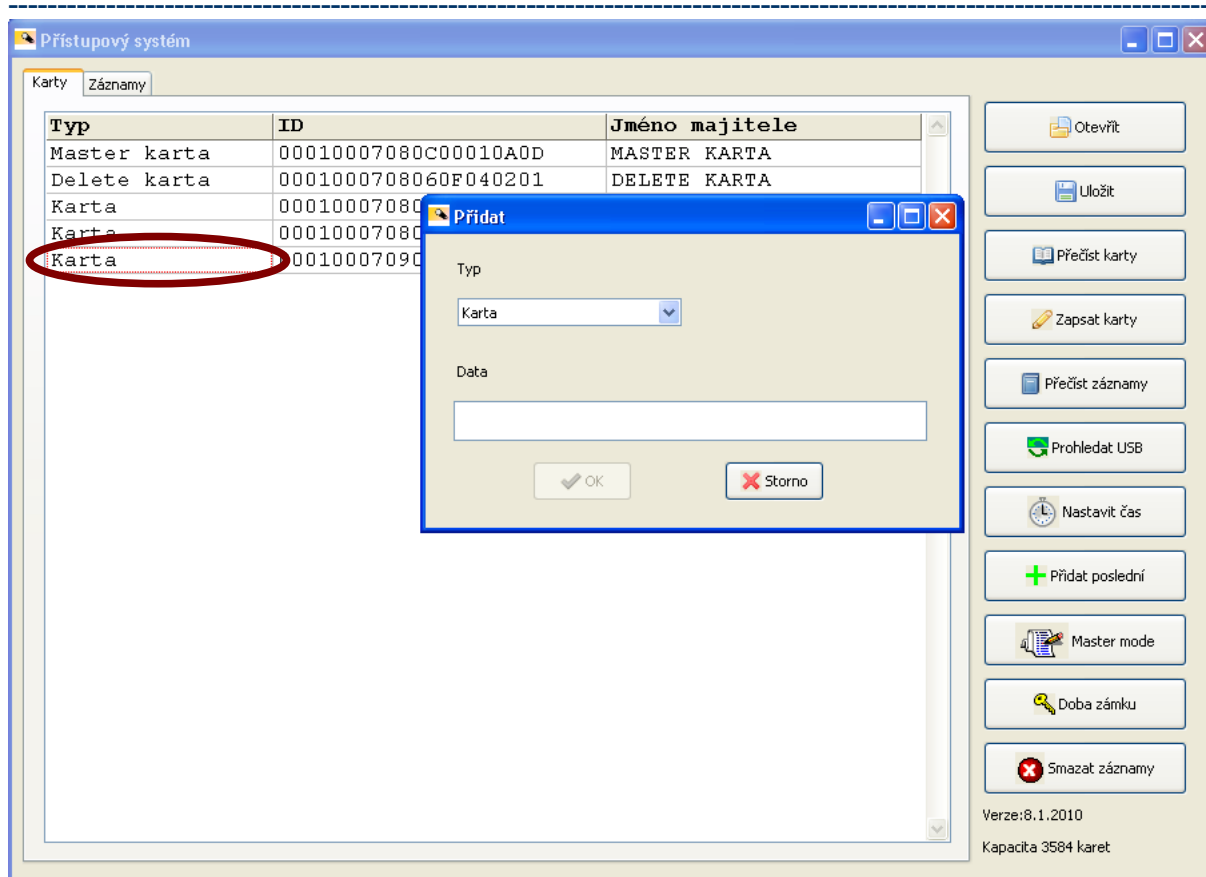 Přístupový systém
Karty Záznamy
Typ ID Jméno majitele
Master karta 00010007080C00010A0D MASTER KARTA
Delete karta 0001000708060F040201 DELETE KARTA
Karta 00010007080
Karta 00010007080
Karta 00010007090
Přidat
Typ
Karta
Data
OK Storno
Otevřít
Uložit
Přečíst karty
Zapsat karty
Přečíst záznamy
Prohledat USB
Nastavit čas
Přidat poslední
Master mode
Doba zámku
Smazat záznamy
Verze:8.1.2010
Kapacita 3584 karet